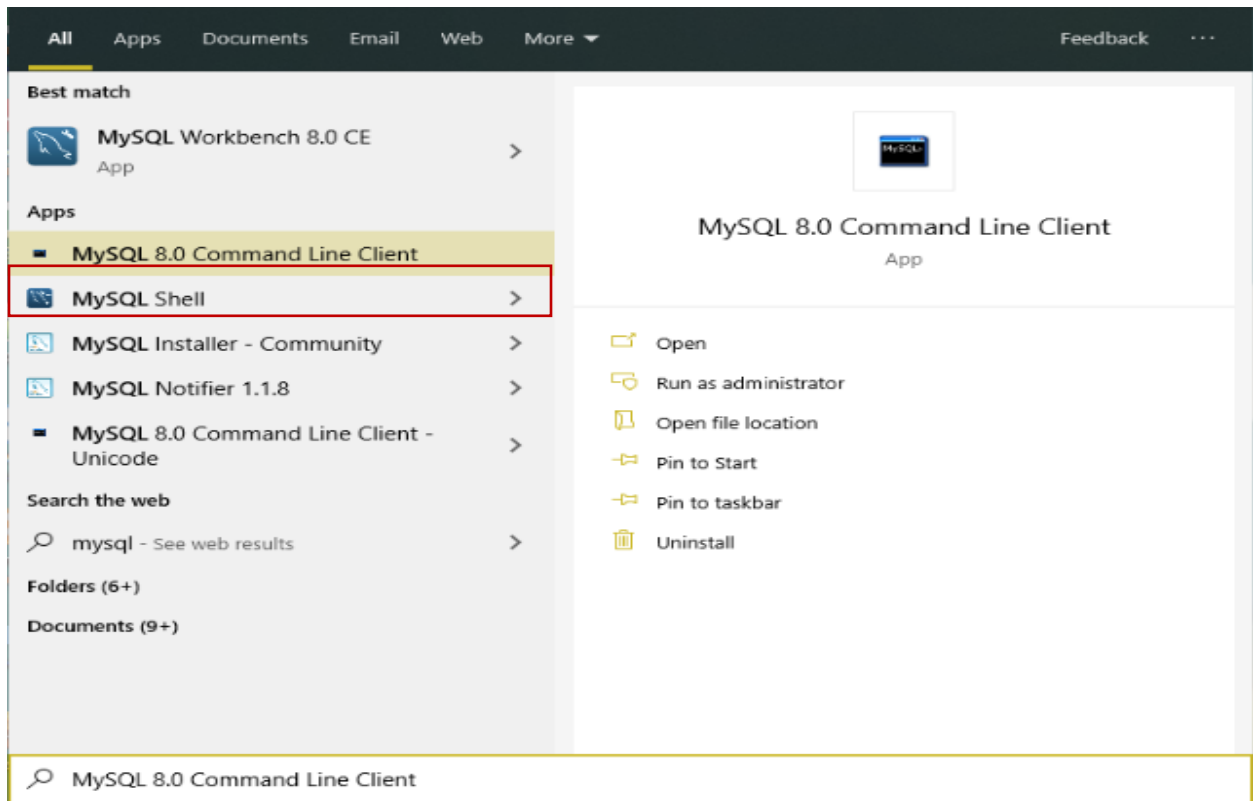 All Apps Documents Email Web More Feedback ...
Best match
MySQL Workbench 8.0 CE
App
Apps
MySQL 8.0 Command Line Client
MySQL Shell
MySQL Installer - Community
MySQL Notifier 1.1.8
MySQL 8.0 Command Line Client -
Unicode
Search the web
mysql - See web results
Folders (6+)
Documents (9+)
MySQL>
MySQL 8.0 Command Line Client
App
Open
Run as administrator
Open file location
Pin to Start
Pin to taskbar
Uninstall
MySQL 8.0 Command Line Client